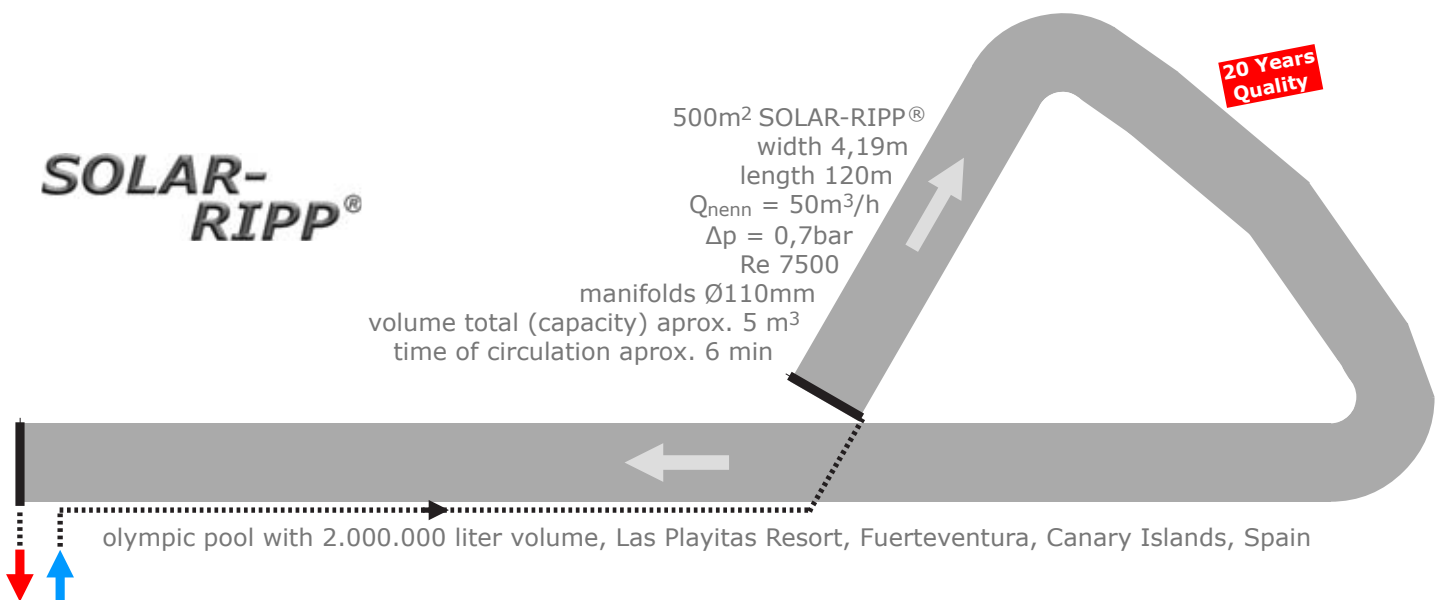 20 Years
Quality
500m² SOLAR-RIPP®
width 4,19m
length 120m
Qnenn = 50m³/h
Δp = 0,7bar
Re 7500
manifolds Ø110mm
volume total (capacity) aprox. 5 m³
time of circulation aprox. 6 min
SOLAR-
RIPP®
olympic pool with 2.000.000 liter volume, Las Playitas Resort, Fuerteventura, Canary Islands, Spain